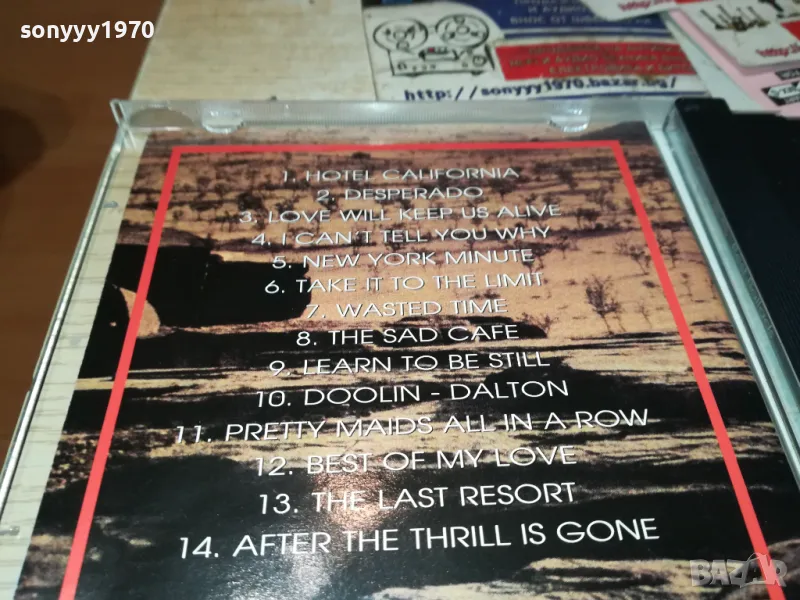 sonyyy1970
И АУДИО
ВНОС ОТ
http://sonyyy1970.bazar.bg/
1. HOTEL CALIFORNIA
2. DESPERADO
3. LOVE WILL KEEP US ALIVE
4. I CAN'T TELL YOU WHY
5. NEW YORK MINUTE
6. TAKE IT TO THE LIMIT
7. WASTED TIME
8. THE SAD CAFE
9. LEARN TO BE STILL
10. DOOLIN - DALTON
11. PRETTY MAIDS ALL IN A ROW
12. BEST OF MY LOVE
13. THE LAST RESORT
14. AFTER THE THRILL IS GONE
BAZAR